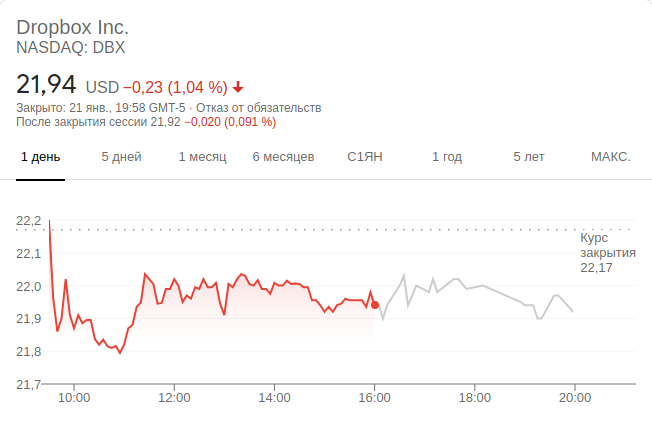 Dropbox Inc.
NASDAQ: DBX
21,94 USD −0,23 (1,04 %)
Закрыто: 21 янв., 19:58 GMT-5 · Отказ от обязательств
После закрытия сессии 21,92 −0,020 (0,091 %)
1 день 5 дней 1 месяц 6 месяцев С1ЯН 1 год 5 лет МАКС.
22,2
Курс
закрытия
22,17
22,1
22,0
21,9
21,8
21,7
10:00 12:00 14:00 16:00 18:00 20:00